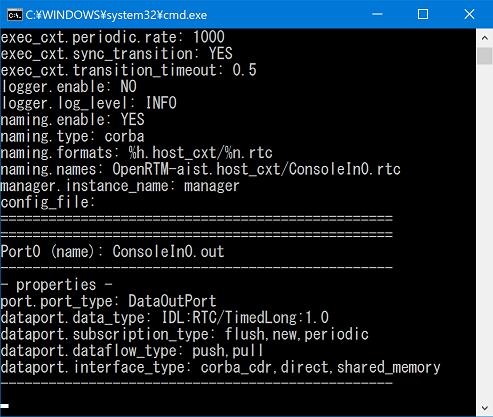 C:¥WINDOWS¥system32¥cmd.exe
exec_cxt.periodic.rate: 1000
exec_cxt.sync_transition: YES
exec_cxt.transition_timeout: 0.5
logger.enable: NO
logger.log_level: INFO
naming.enable: YES
naming.type: corba
naming.formats: %h.host_cxt/%n.rtc
naming.names: OpenRTM-aist.host_cxt/ConsoleIn0.rtc
manager.instance_name: manager
config_file:
=================================================
=================================================
Port0 (name): ConsoleIn0.out
-------------------------------------------------
- properties -
port.port_type: DataOutPort
dataport.data_type: IDL:RTC/TimedLong:1.0
dataport.subscription_type: flush,new,periodic
dataport.dataflow_type: push,pull
dataport.interface_type: corba_cdr,direct,shared_memory
-------------------------------------------------